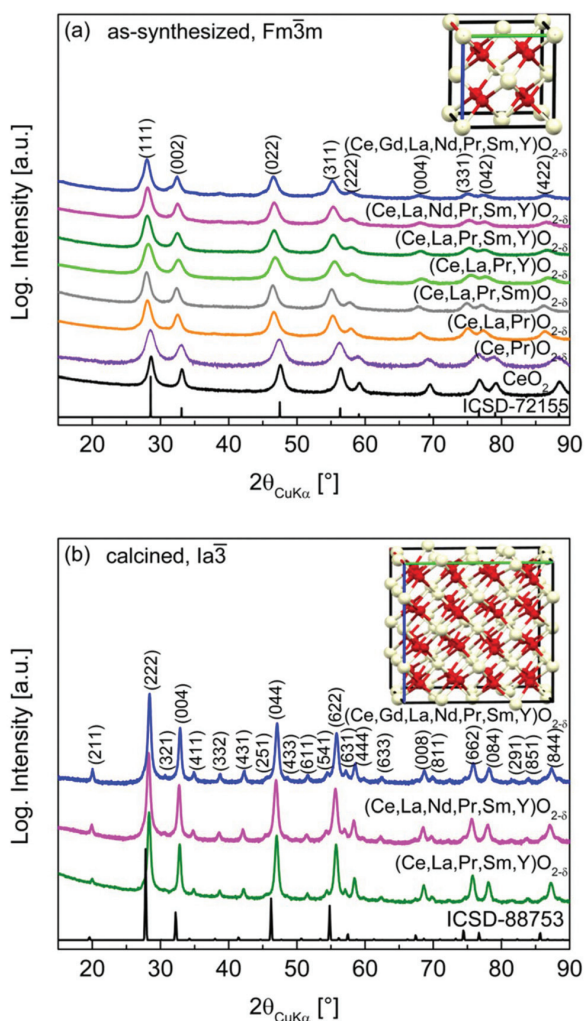 (a) as-synthesized, Fm3̅m
(111)
(002)
(022)
(311)
(222)
(004)
(331)
(042)
(422)
(Ce,Gd,La,Nd,Pr,Sm,Y)O2-δ
(Ce,La,Nd,Pr,Sm,Y)O2-δ
(Ce,La,Pr,Sm,Y)O2-δ
(Ce,La,Pr,Y)O2-δ
(Ce,La,Pr,Sm)O2-δ
(Ce,La,Pr)O2-δ
(Ce,Pr)O2-δ
CeO2
ICSD-72155
Log. Intensity [a.u.]
20 30 40 50 60 70 80 90
2θCuKα [°]
(b) calcined, Ia3̅
(Ce,Gd,La,Nd,Pr,Sm,Y)O2-δ
(211)
(222)
(321)
(004)
(411)
(332)
(431)
(251)
(044)
(433)
(611)
(541)
(622)
(631)
(444)
(633)
(008)
(811)
(662)
(084)
(291)
(851)
(844)
(Ce,La,Nd,Pr,Sm,Y)O2-δ
(Ce,La,Pr,Sm,Y)O2-δ
ICSD-88753
Log. Intensity [a.u.]
20 30 40 50 60 70 80 90
2θCuKα [°]